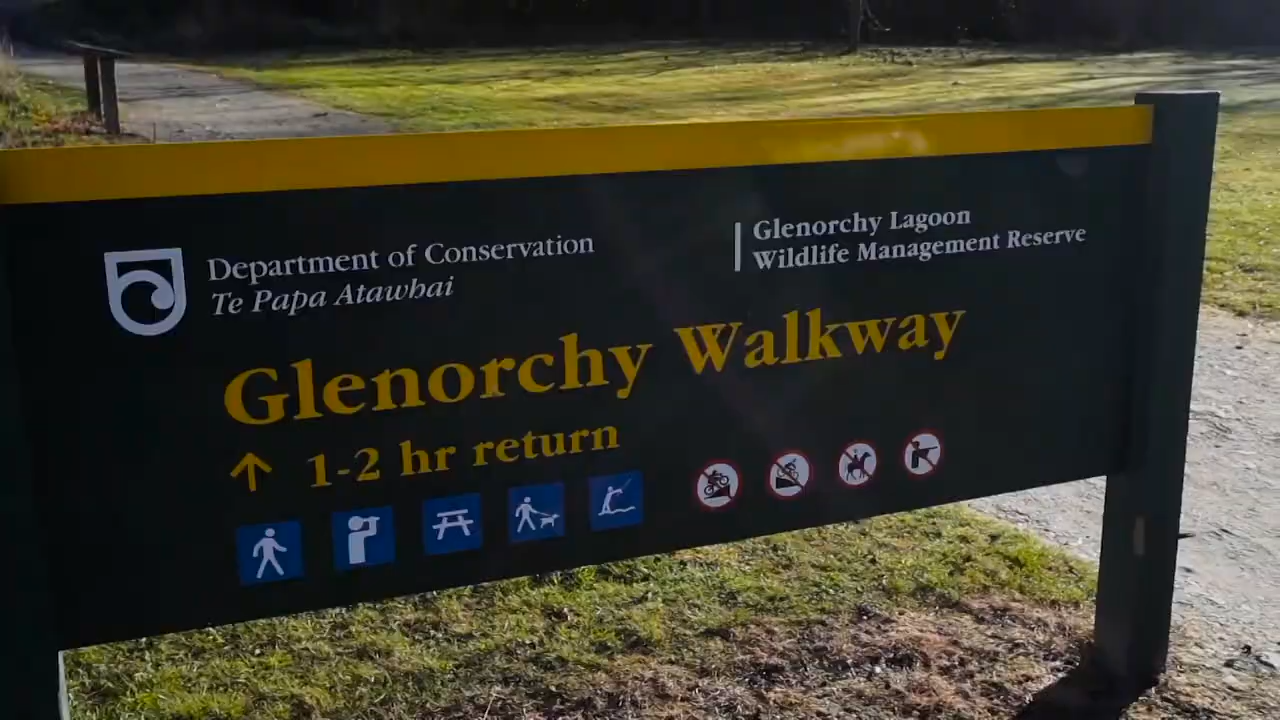 Department of Conservation
Te Papa Atawhai
Glenorchy Lagoon
Wildlife Management Reserve
Glenorchy Walkway
↑ 1-2 hr return